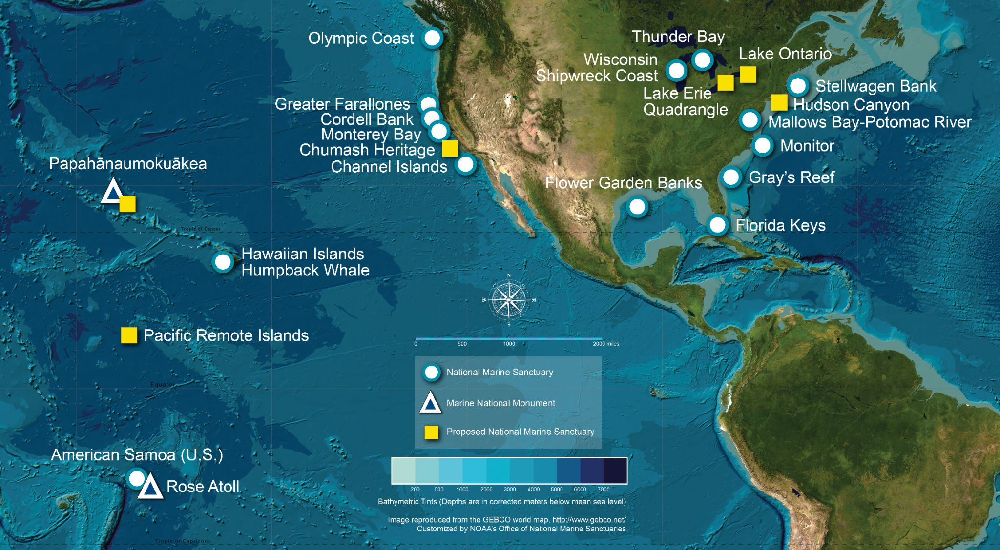 Olympic Coast
Thunder Bay
Lake Ontario
Wisconsin
Shipwreck Coast
Lake Erie
Quadrangle
Stellwagen Bank
Hudson Canyon
Mallows Bay-Potomac River
Monitor
Gray's Reef
Flower Garden Banks
Florida Keys
Greater Farallones
Cordell Bank
Monterey Bay
Chumash Heritage
Channel Islands
Papahānaumokuākea
Tropic of Cancer
Hawaiian Islands
Humpback Whale
Pacific Remote Islands
Equator
American Samoa (U.S.)
Rose Atoll
Tropic of Capricorn
N
W
E
S
0 500 1000 2000 miles
National Marine Sanctuary
Marine National Monument
Proposed National Marine Sanctuary
200 500 1000 2000 3000 4000 5000 6000 7000
Bathymetric Tints (Depths are in corrected meters below mean sea level)
Image reproduced from the GEBCO world map, http://www.gebco.net/
Customized by NOAA's Office of National Marine Sanctuaries